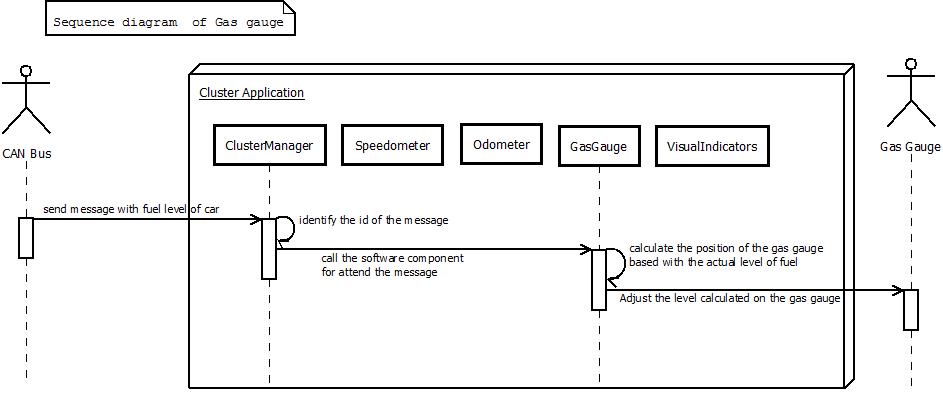 Sequence diagram of Gas gauge
Cluster Application
CAN Bus
Gas Gauge
ClusterManager
Speedometer
Odometer
GasGauge
VisualIndicators
send message with fuel level of car
identify the id of the message
call the software component
for attend the message
calculate the position of the gas gauge
based with the actual level of fuel
Adjust the level calculated on the gas gauge